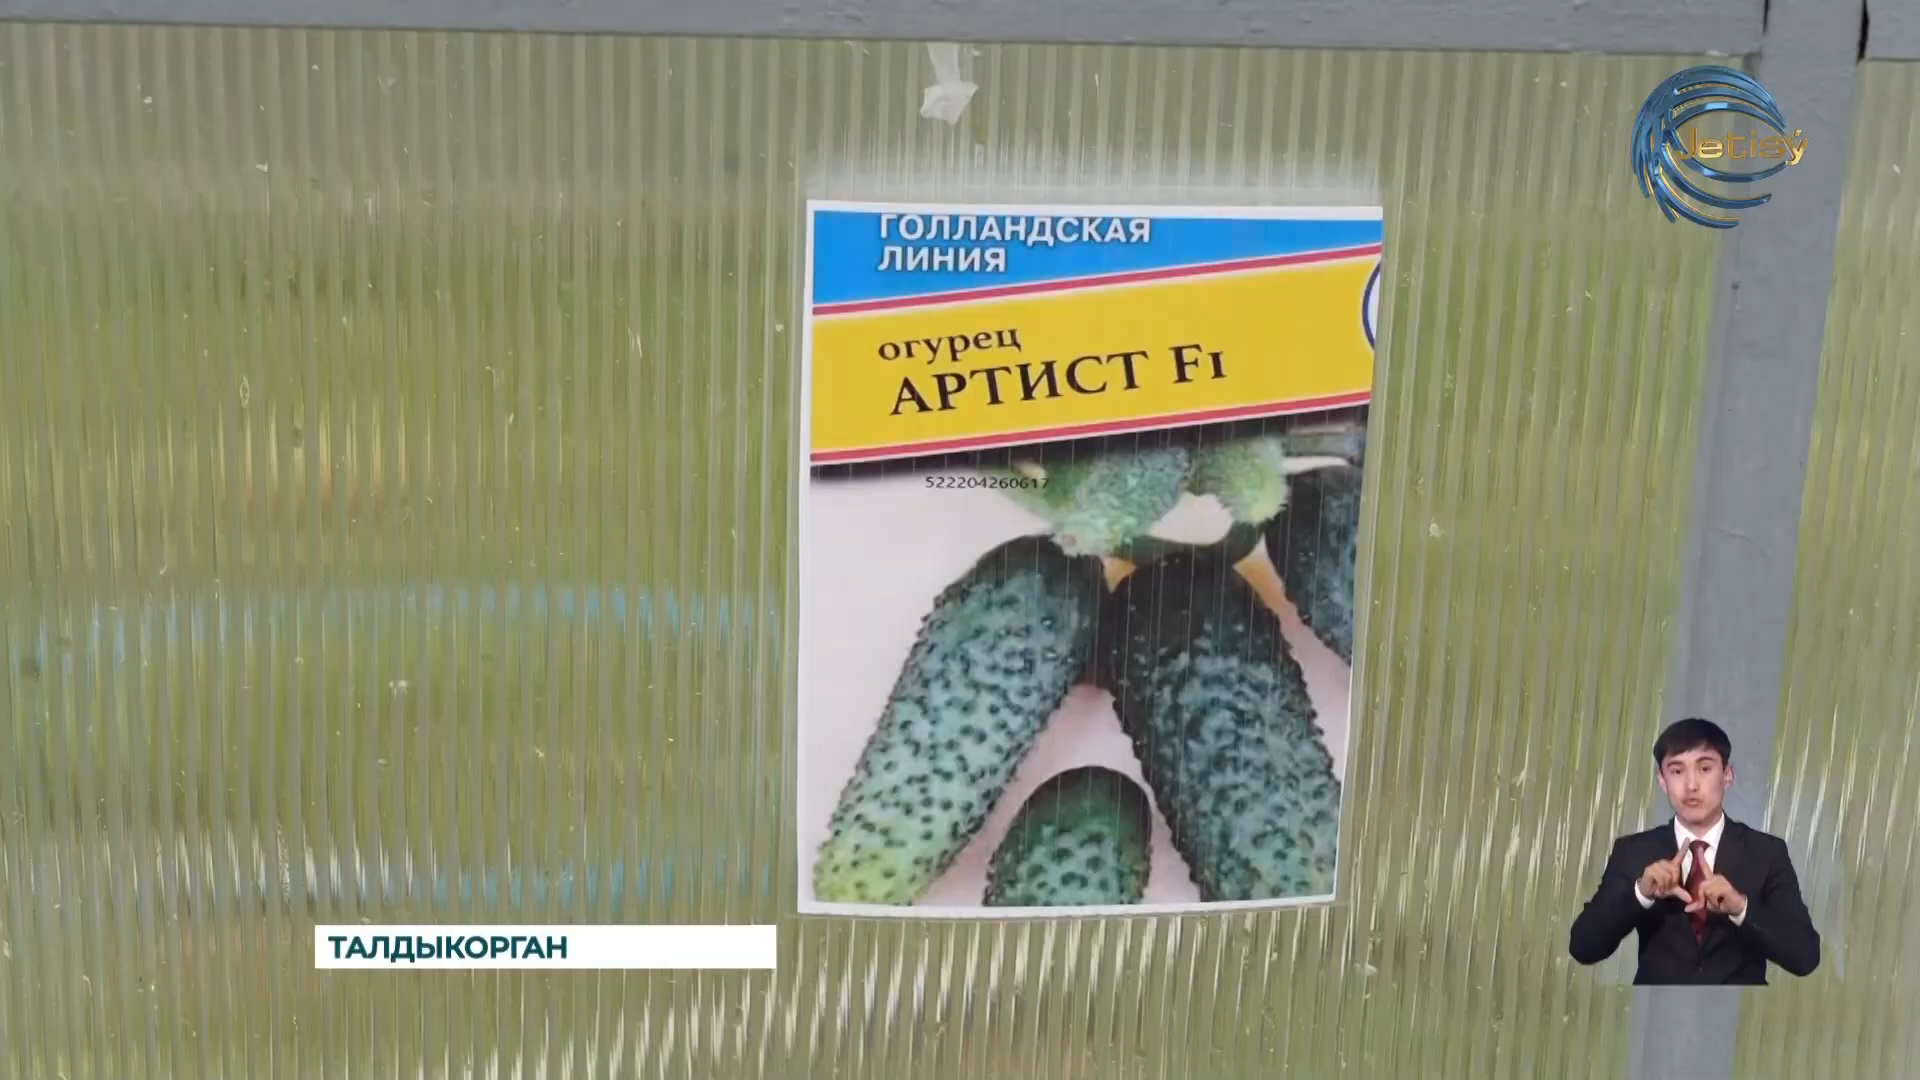 Jetisý
ГОЛЛАНДСКАЯ
ЛИНИЯ
огурец
АРТИСТ F1
522204260617
ТАЛДЫКОРГАН